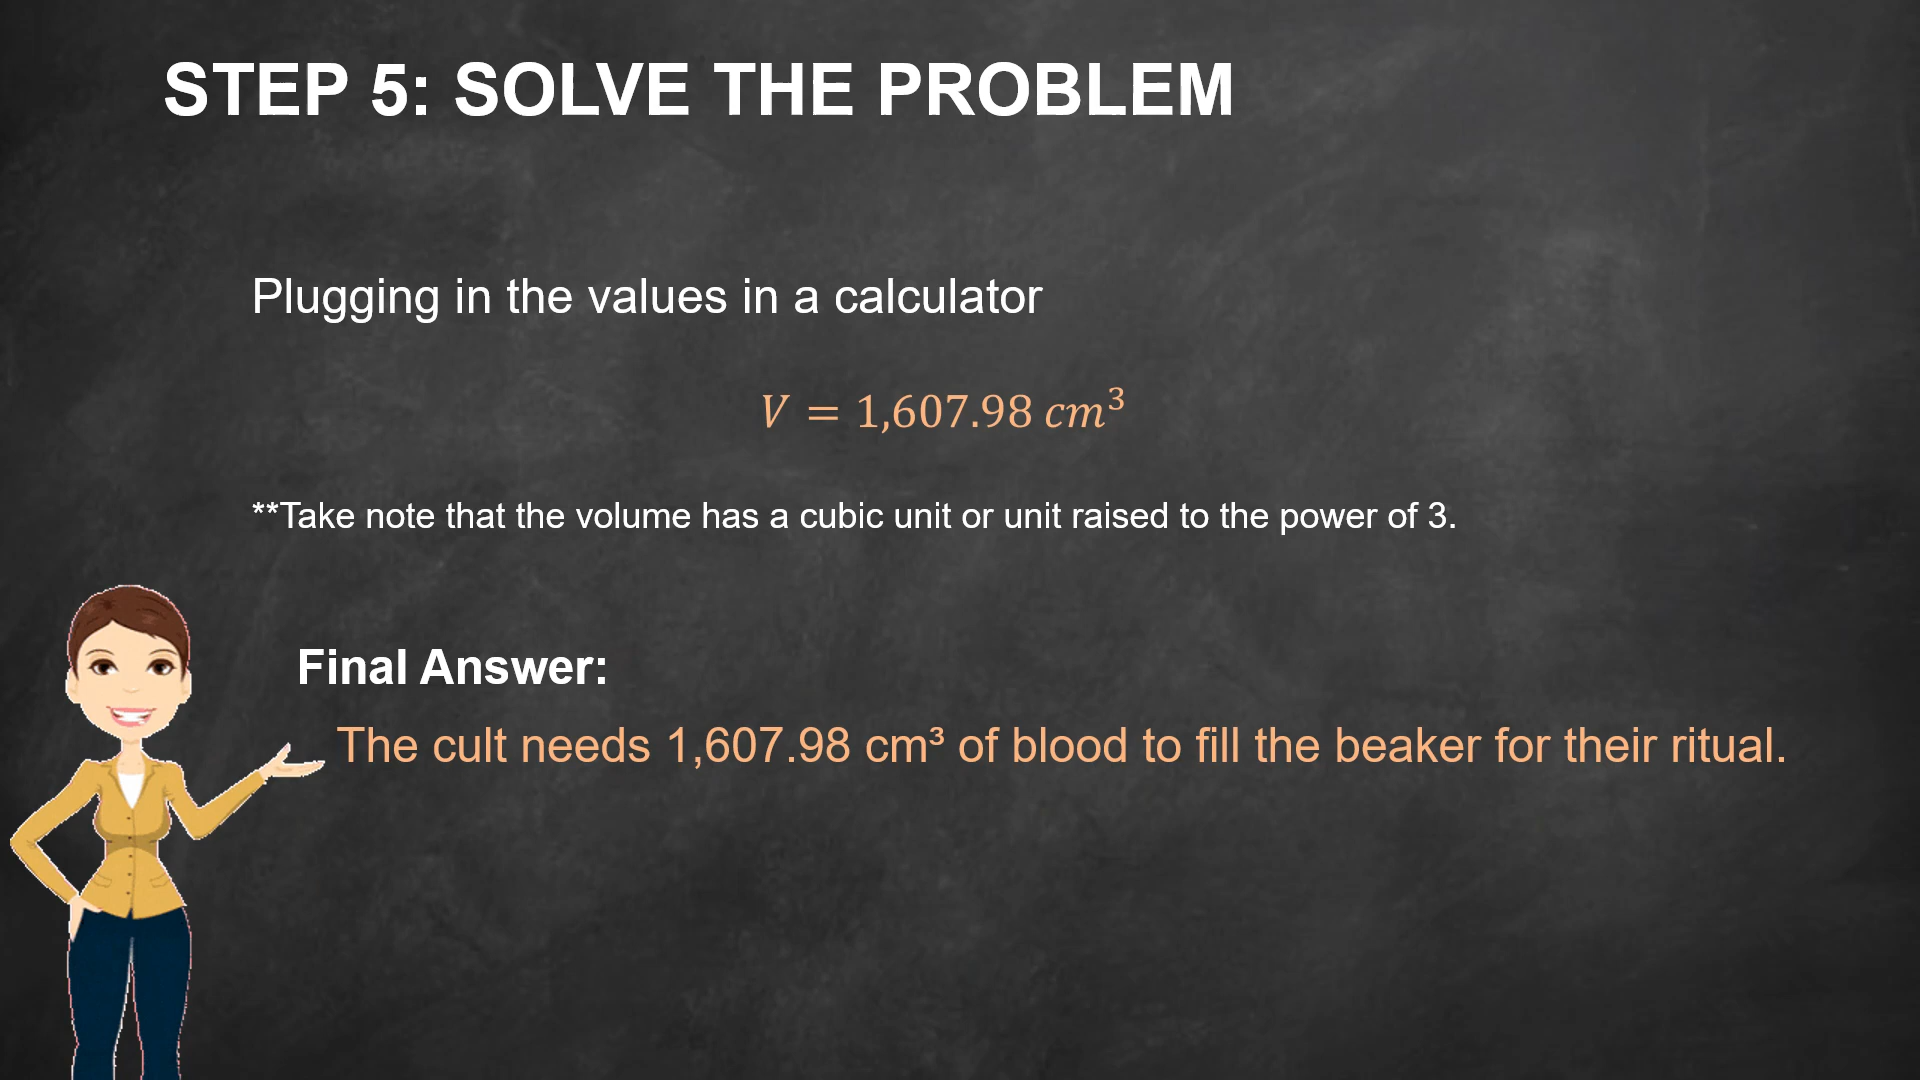 STEP 5: SOLVE THE PROBLEM
Plugging in the values in a calculator
V = 1,607.98 cm³
**Take note that the volume has a cubic unit or unit raised to the power of 3.
Final Answer:
The cult needs 1,607.98 cm³ of blood to fill the beaker for their ritual.